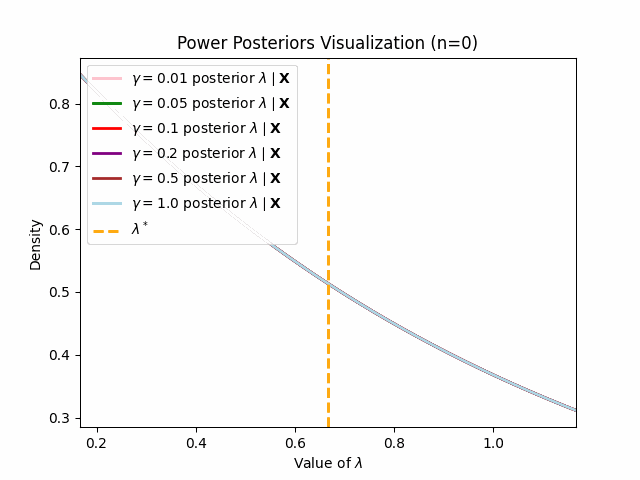 Power Posteriors Visualization (n=0)
γ = 0.01 posterior λ | X
γ = 0.05 posterior λ | X
γ = 0.1 posterior λ | X
γ = 0.2 posterior λ | X
γ = 0.5 posterior λ | X
γ = 1.0 posterior λ | X
λ*
Density
0.8
0.7
0.6
0.5
0.4
0.3
0.2 0.4 0.6 0.8 1.0
Value of λ